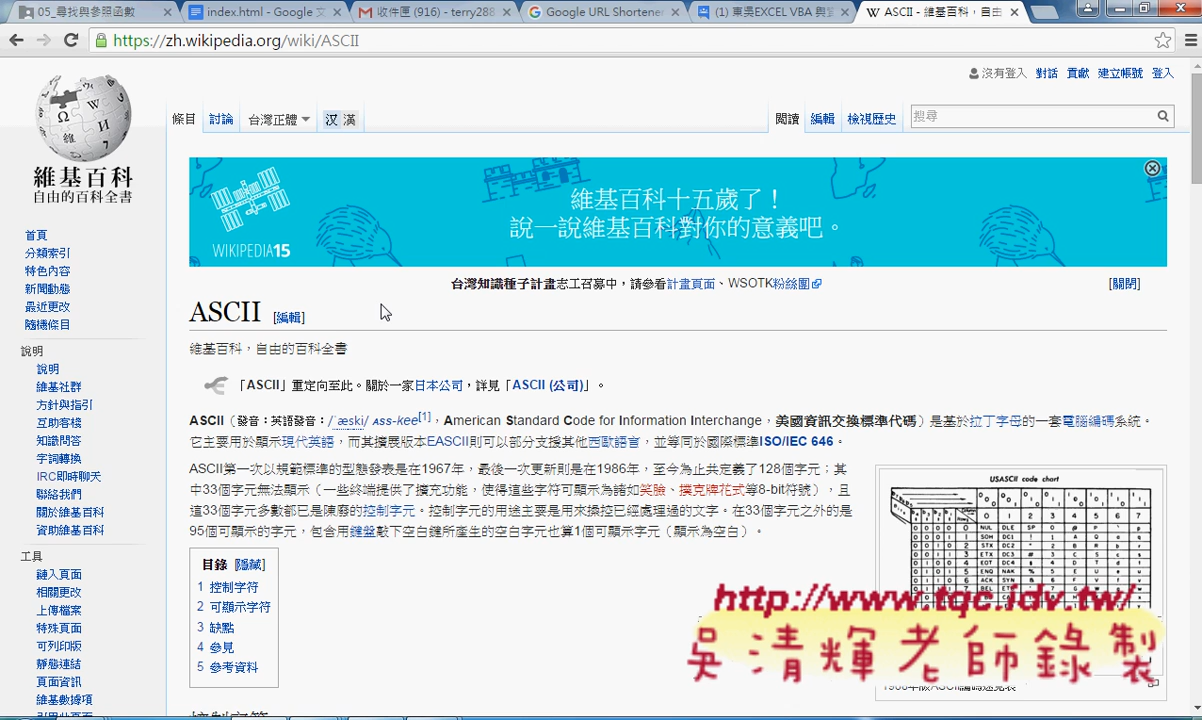 05_尋找與參照函數
index.html - Google 文
收件匣 (916) - terry288
Google URL Shortener
(1) 東吳EXCEL VBA 與
ASCII - 維基百科，自由
https://zh.wikipedia.org/wiki/ASCII
沒有登入 對話 貢獻 建立帳號 登入
條目 討論 台灣正體 汉 漢 閱讀 編輯 檢視歷史 搜尋
維基百科
自由的百科全書
維基百科十五歲了！
說一說維基百科對你的意義吧。
WIKIPEDIA15
台灣知識種子計畫志工召募中，請參看計畫頁面、WSOTK粉絲團 [關閉]
ASCII [編輯]
維基百科，自由的百科全書
「ASCII」重定向至此。關於一家日本公司，詳見「ASCII (公司)」。
ASCII（發音：英語發音：/ˈæski/ ASS-kee[1]，American Standard Code for Information Interchange，美國資訊交換標準代碼）是基於拉丁字母的一套電腦編碼系統。
它主要用於顯示現代英語，而其擴展版本EASCII則可以部分支援其他西歐語言，並等同於國際標準ISO/IEC 646。
ASCII第一次以規範標準的型態發表是在1967年，最後一次更新則是在1986年，至今為止共定義了128個字元；其
中33個字元無法顯示（一些終端提供了擴充功能，使得這些字符可顯示為諸如笑臉、撲克牌花式等8-bit符號），且
這33個字元多數都已是陳廢的控制字元。控制字元的用途主要是用來操控已經處理過的文字。在33個字元之外的是
95個可顯示的字元，包含用鍵盤敲下空白鍵所產生的空白字元也算1個可顯示字元（顯示為空白）。
目錄 [隱藏]
1 控制字符
2 可顯示字符
3 缺點
4 參見
5 參考資料
首頁
分類索引
特色內容
新聞動態
最近更改
隨機條目
說明
說明
維基社群
方針與指引
互助客棧
知識問答
字詞轉換
IRC即時聊天
聯絡我們
關於維基百科
資助維基百科
工具
鏈入頁面
相關更改
上傳檔案
特殊頁面
可列印版
靜態連結
頁面資訊
維基數據項
USASCII code chart
http://www.tqc.idv.tw/
吳清輝老師錄製